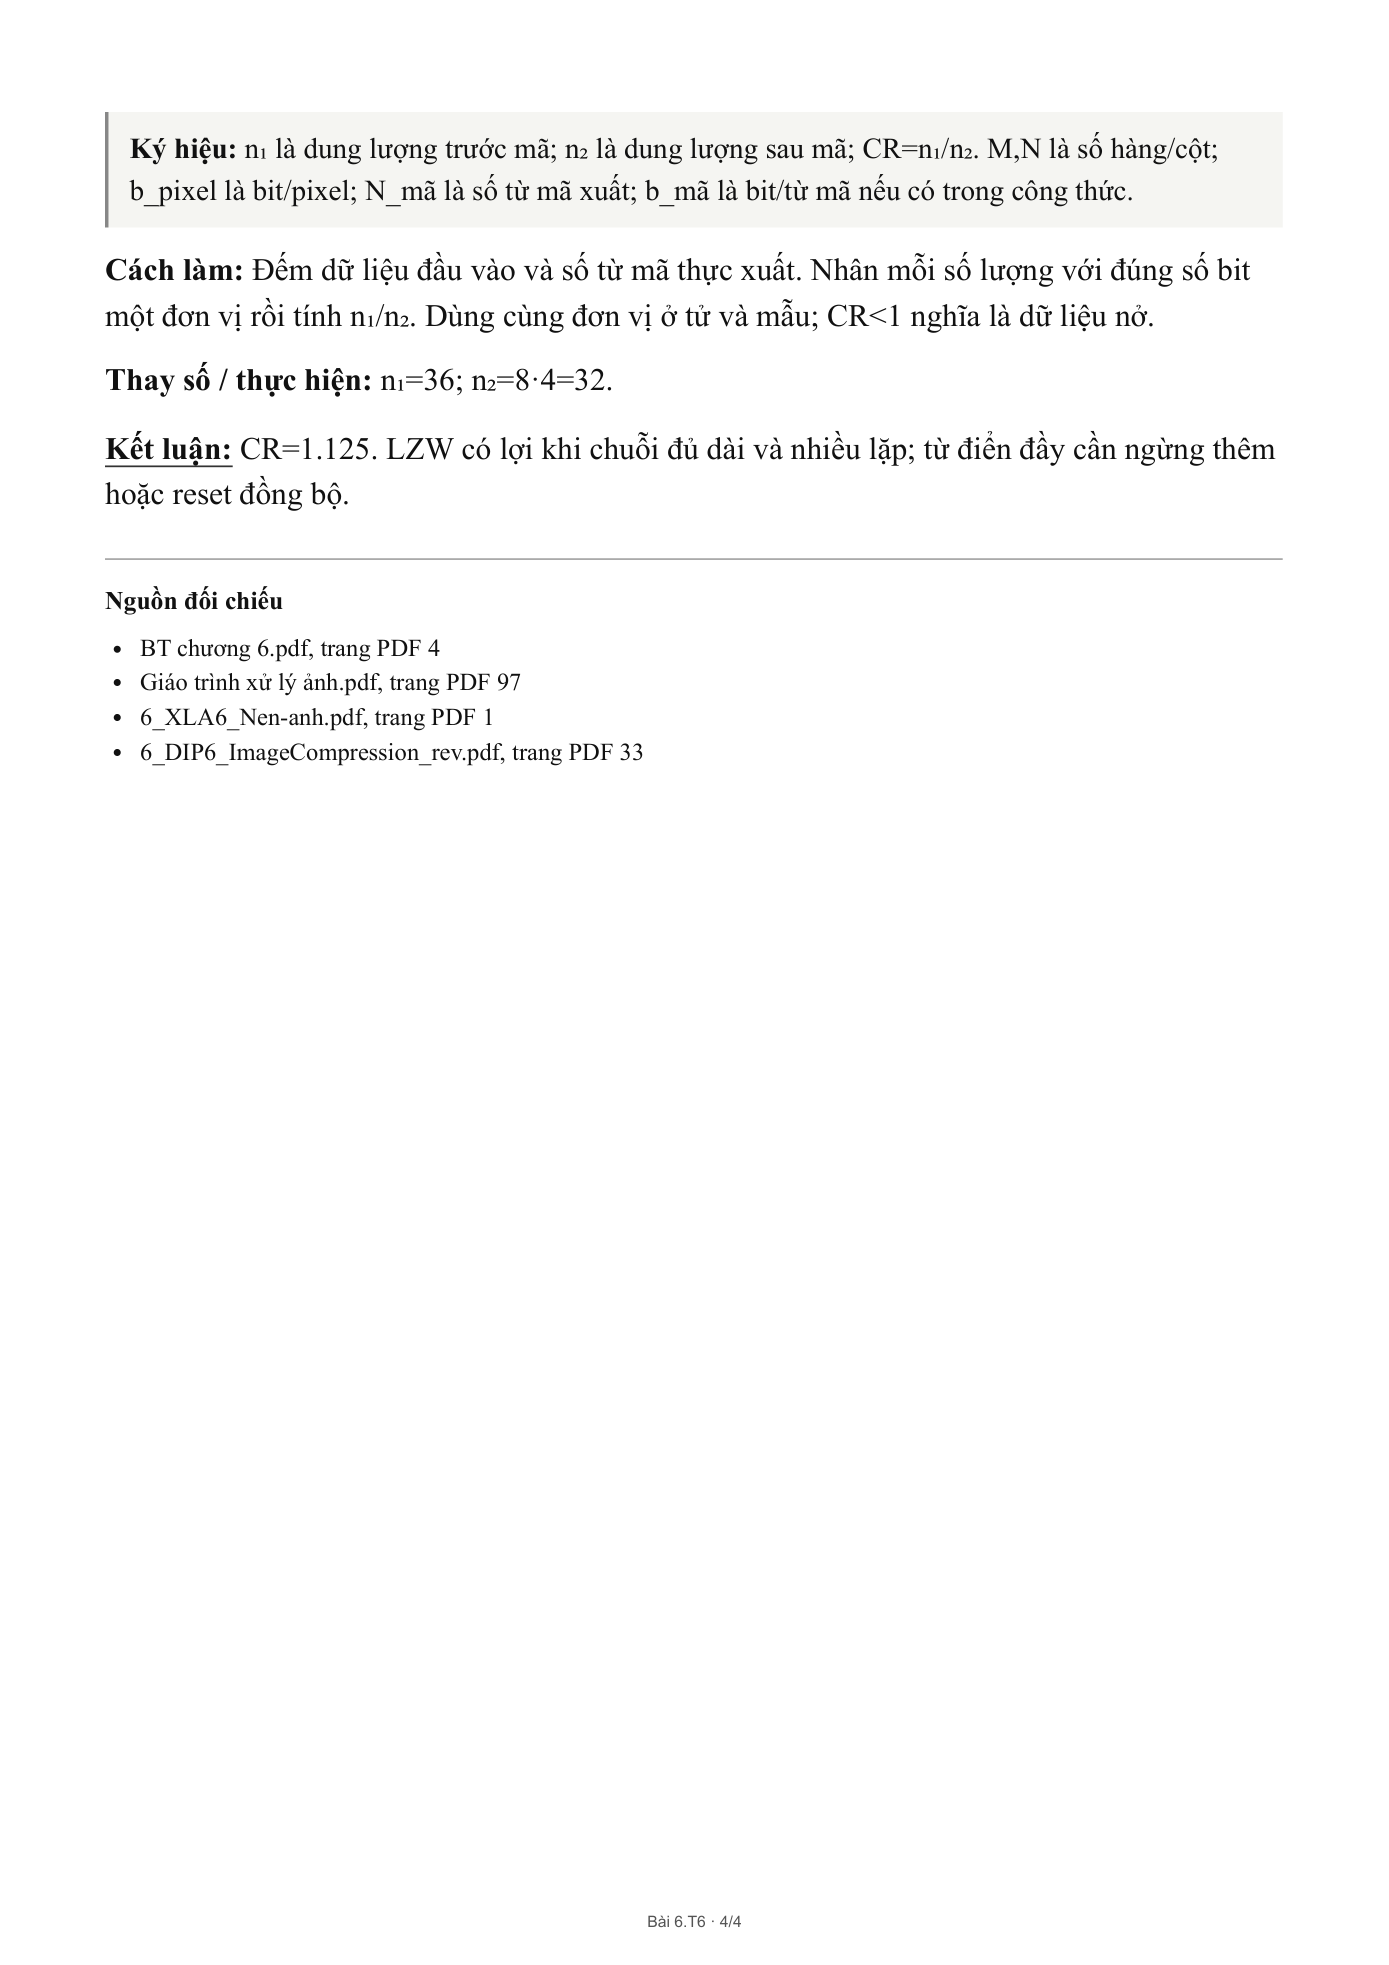 Ký hiệu: n₁ là dung lượng trước mã; n₂ là dung lượng sau mã; CR=n₁/n₂. M,N là số hàng/cột;
b_pixel là bit/pixel; N_mã là số từ mã xuất; b_mã là bit/từ mã nếu có trong công thức.
Cách làm: Đếm dữ liệu đầu vào và số từ mã thực xuất. Nhân mỗi số lượng với đúng số bit
một đơn vị rồi tính n₁/n₂. Dùng cùng đơn vị ở tử và mẫu; CR<1 nghĩa là dữ liệu nở.
Thay số / thực hiện: n₁=36; n₂=8·4=32.
Kết luận: CR=1.125. LZW có lợi khi chuỗi đủ dài và nhiều lặp; từ điển đầy cần ngừng thêm
hoặc reset đồng bộ.
Nguồn đối chiếu
• BT chương 6.pdf, trang PDF 4
• Giáo trình xử lý ảnh.pdf, trang PDF 97
• 6_XLA6_Nen-anh.pdf, trang PDF 1
• 6_DIP6_ImageCompression_rev.pdf, trang PDF 33
Bài 6.T6 · 4/4